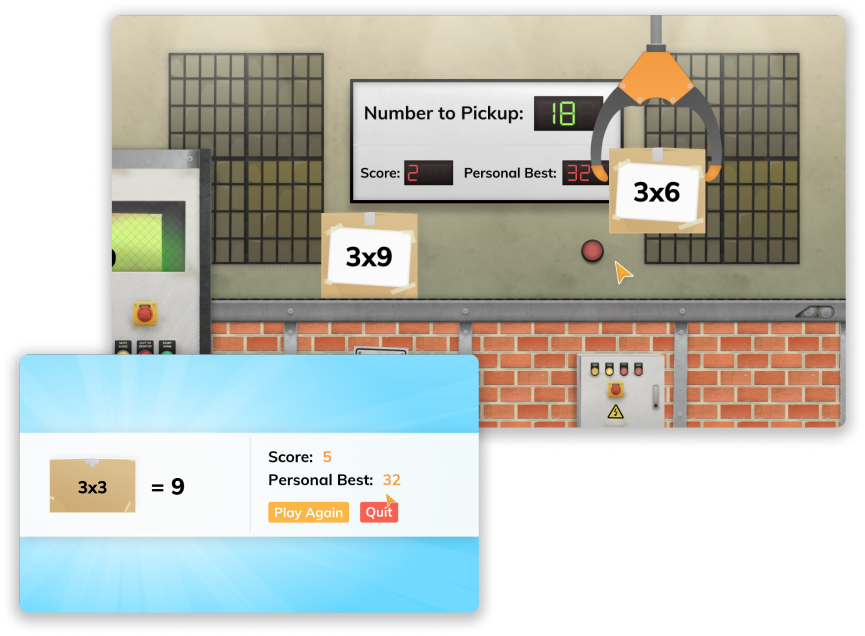 Number to Pickup: 18
Score: 2 Personal Best: 32
3x6
3x9
3x3 = 9
Score: 5
Personal Best: 32
Play Again Quit